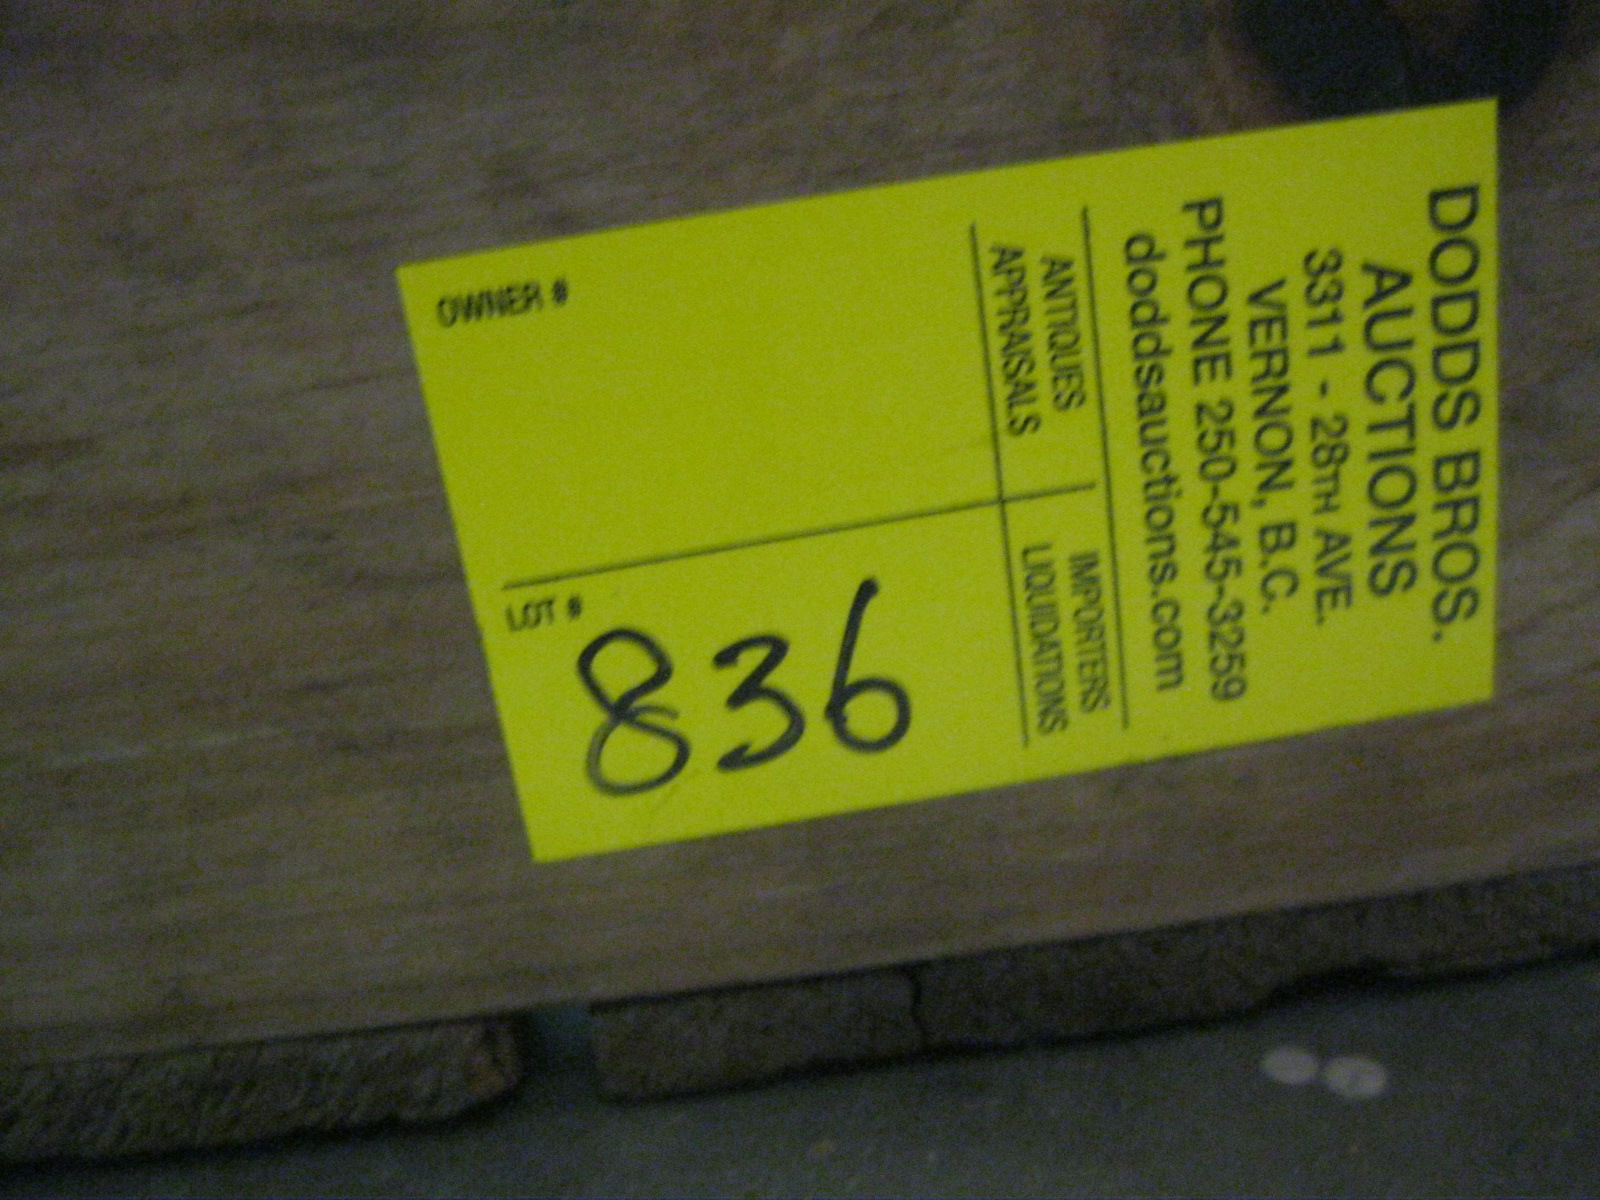 DODDS BROS.
AUCTIONS
3311 - 28TH AVE.
VERNON, B.C.
PHONE 250-545-3259
doddsauctions.com
ANTIQUES
APPRAISALS
IMPORTERS
LIQUIDATIONS
OWNER #
LOT #
836